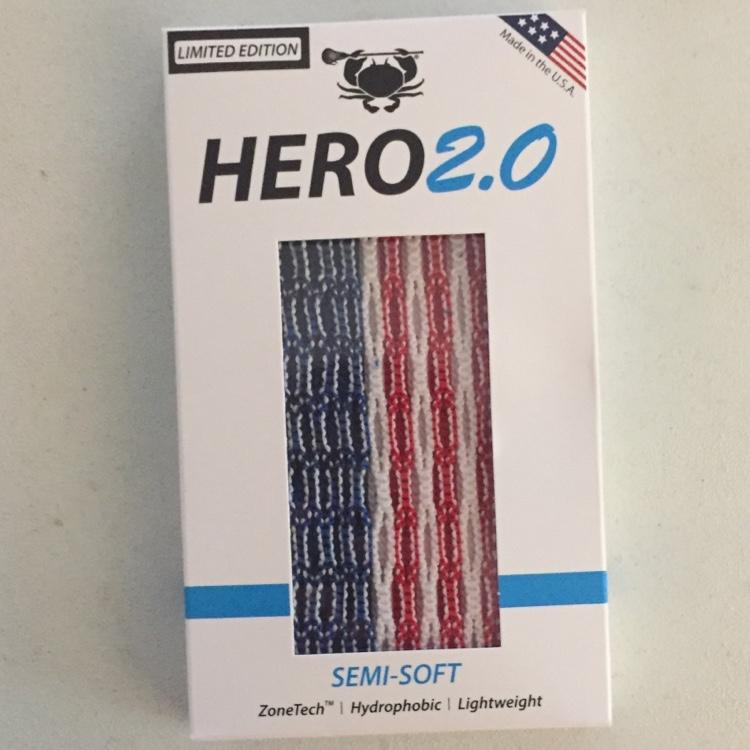 LIMITED EDITION
Made in the U.S.A.
HERO2.0
SEMI-SOFT
ZoneTech™ | Hydrophobic | Lightweight